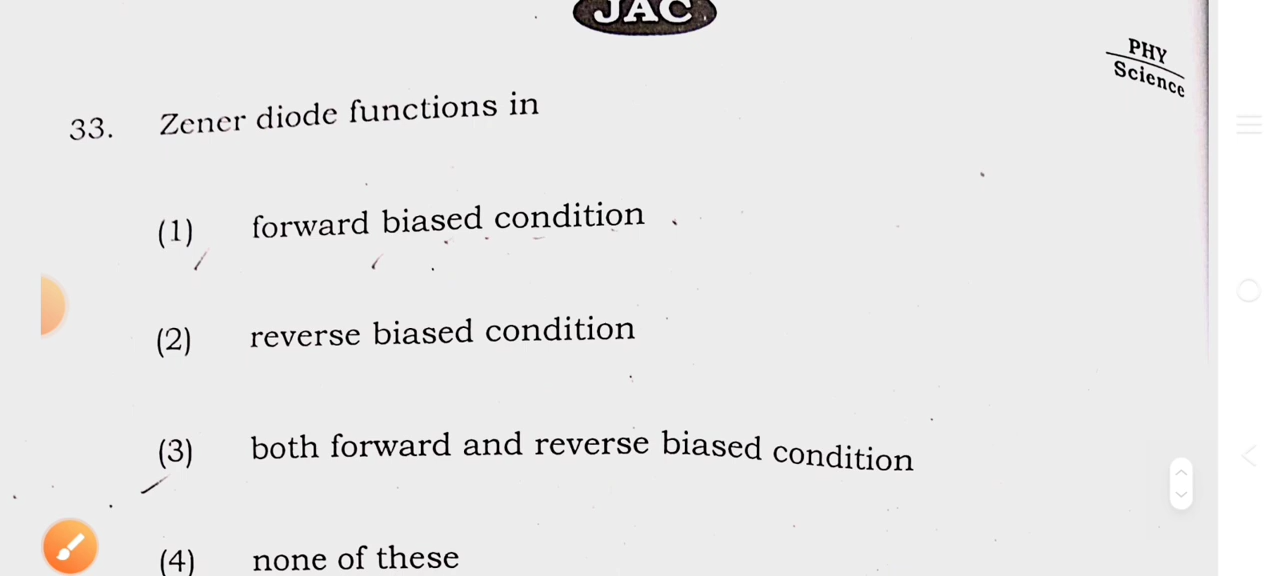 JAC
PHY
Science
33. Zener diode functions in
(1) forward biased condition
(2) reverse biased condition
(3) both forward and reverse biased condition
(4) none of these